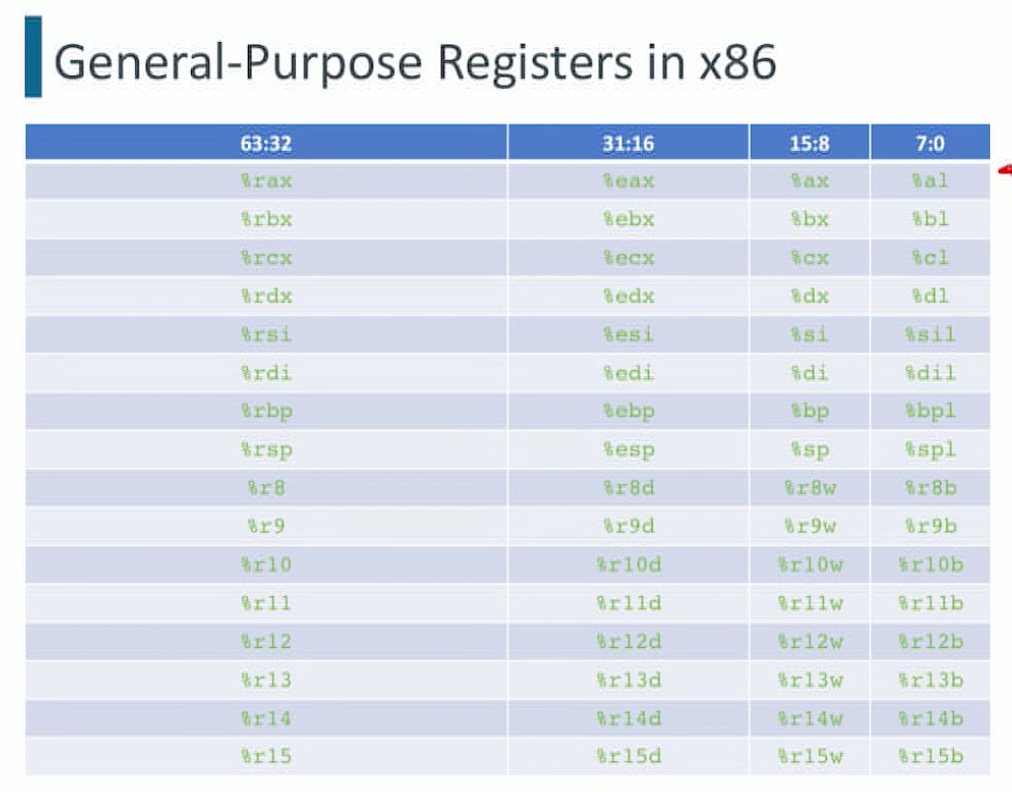 General-Purpose Registers in x86
63:32 31:16 15:8 7:0
%rax %eax %ax %al
%rbx %ebx %bx %bl
%rcx %ecx %cx %cl
%rdx %edx %dx %dl
%rsi %esi %si %sil
%rdi %edi %di %dil
%rbp %ebp %bp %bpl
%rsp %esp %sp %spl
%r8 %r8d %r8w %r8b
%r9 %r9d %r9w %r9b
%r10 %r10d %r10w %r10b
%r11 %r11d %r11w %r11b
%r12 %r12d %r12w %r12b
%r13 %r13d %r13w %r13b
%r14 %r14d %r14w %r14b
%r15 %r15d %r15w %r15b